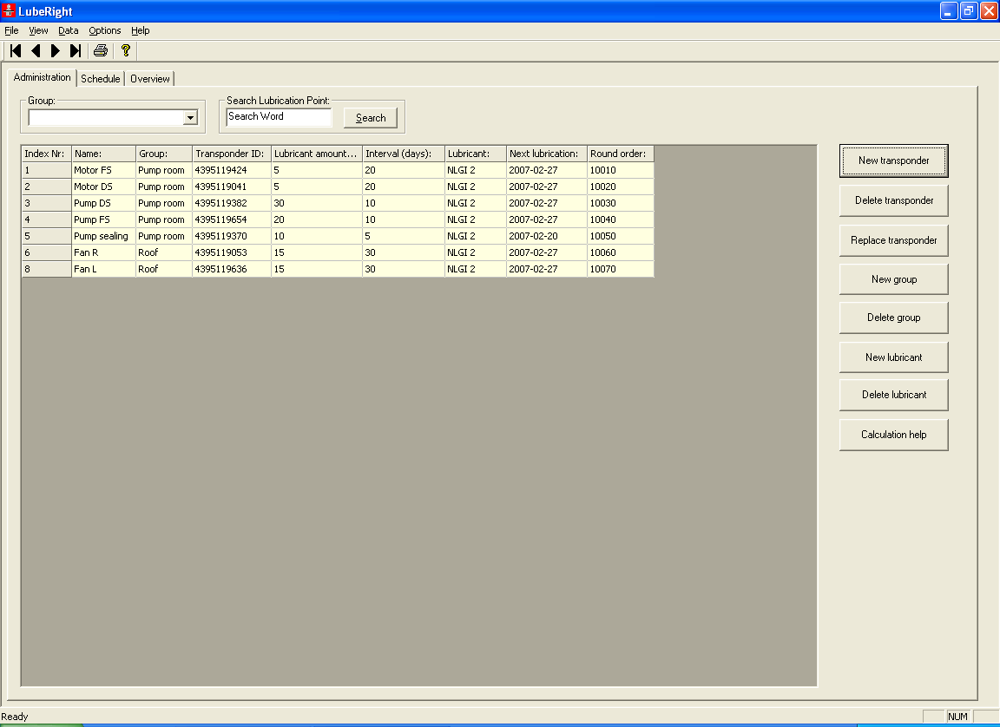 LubeRight
File View Data Options Help
?
Administration Schedule Overview
Group: Search Lubrication Point:
Search Word Search
Index Nr: Name: Group: Transponder ID: Lubricant amount... Interval (days): Lubricant: Next lubrication: Round order:
1 Motor FS Pump room 4395119424 5 20 NLGI 2 2007-02-27 10010
2 Motor DS Pump room 4395119041 5 20 NLGI 2 2007-02-27 10020
3 Pump DS Pump room 4395119382 30 10 NLGI 2 2007-02-27 10030
4 Pump FS Pump room 4395119654 20 10 NLGI 2 2007-02-27 10040
5 Pump sealing Pump room 4395119370 10 5 NLGI 2 2007-02-20 10050
6 Fan R Roof 4395119053 15 30 NLGI 2 2007-02-27 10060
8 Fan L Roof 4395119636 15 30 NLGI 2 2007-02-27 10070
New transponder
Delete transponder
Replace transponder
New group
Delete group
New lubricant
Delete lubricant
Calculation help
Ready NUM